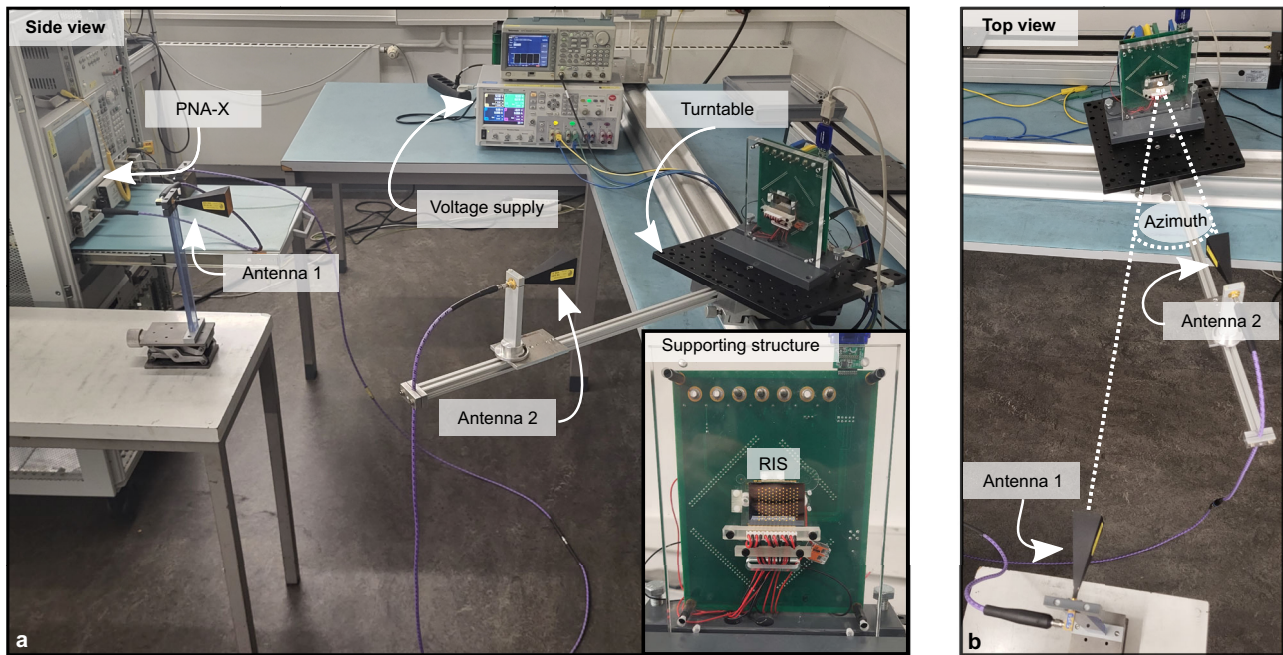 Side view
PNA-X
Turntable
Voltage supply
Antenna 1
Antenna 2
Supporting structure
RIS
a
Top view
Azimuth
Antenna 2
Antenna 1
b